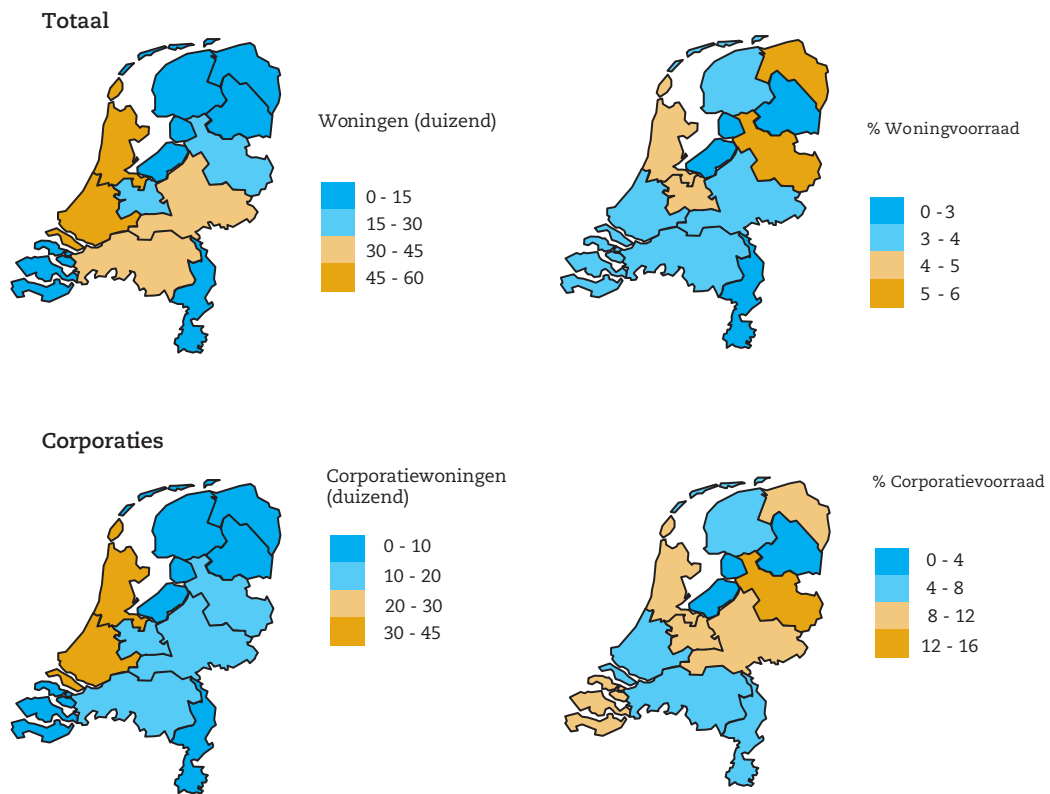 Totaal
Woningen (duizend)
0 - 15
15 - 30
30 - 45
45 - 60
% Woningvoorraad
0 - 3
3 - 4
4 - 5
5 - 6
Corporaties
Corporatiewoningen
(duizend)
0 - 10
10 - 20
20 - 30
30 - 45
% Corporatievoorraad
0 - 4
4 - 8
8 - 12
12 - 16